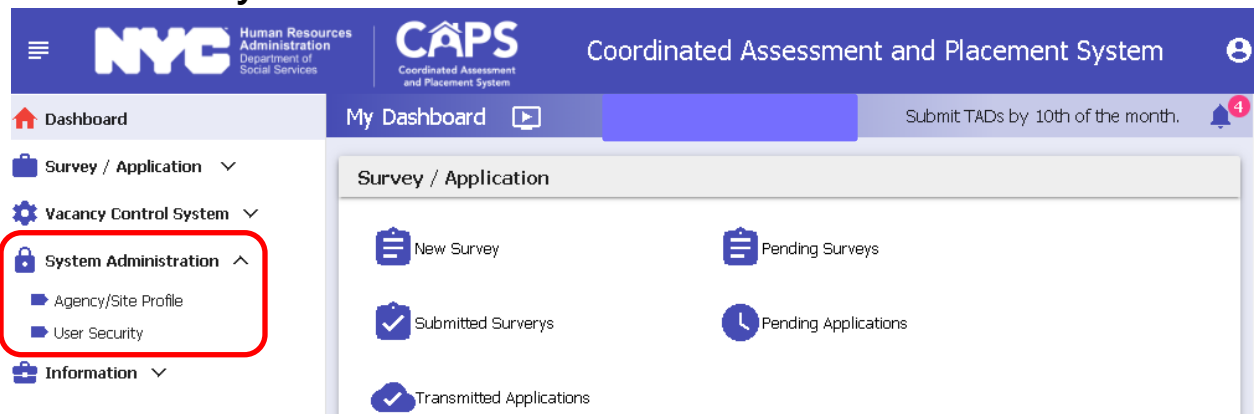 NYC
Human Resources
Administration
Department of
Social Services
CAPS
Coordinated Assessment
and Placement System
Coordinated Assessment and Placement System
Dashboard
My Dashboard
Submit TADs by 10th of the month.
4
Survey / Application
Vacancy Control System
System Administration
Agency/Site Profile
User Security
Information
Survey / Application
New Survey
Pending Surveys
Submitted Surverys
Pending Applications
Transmitted Applications